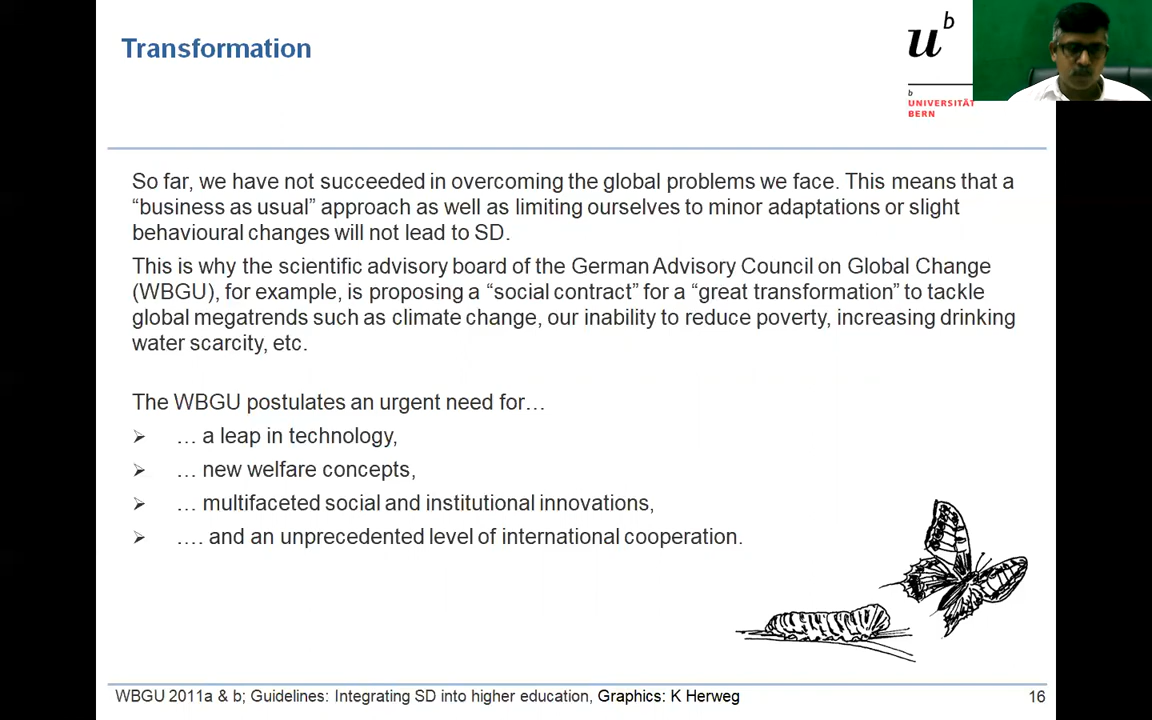 Transformation
u b
b
UNIVERSITÄT
BERN
So far, we have not succeeded in overcoming the global problems we face. This means that a
“business as usual” approach as well as limiting ourselves to minor adaptations or slight
behavioural changes will not lead to SD.
This is why the scientific advisory board of the German Advisory Council on Global Change
(WBGU), for example, is proposing a “social contract” for a “great transformation” to tackle
global megatrends such as climate change, our inability to reduce poverty, increasing drinking
water scarcity, etc.
The WBGU postulates an urgent need for…
➢ … a leap in technology,
➢ … new welfare concepts,
➢ … multifaceted social and institutional innovations,
➢ …. and an unprecedented level of international cooperation.
WBGU 2011a & b; Guidelines: Integrating SD into higher education, Graphics: K Herweg
16